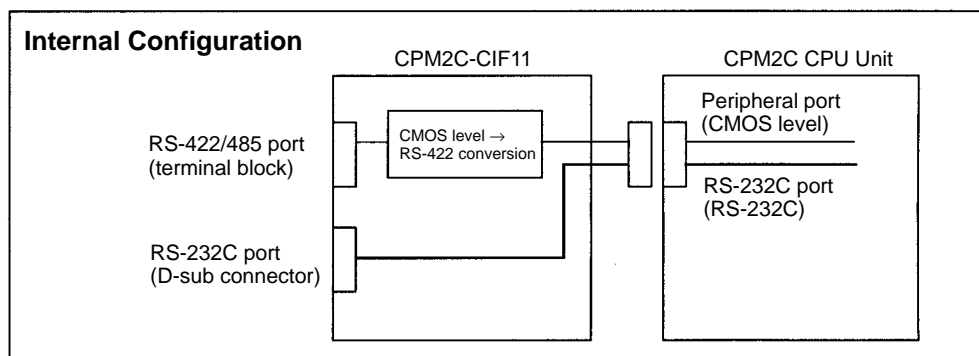 Internal Configuration
CPM2C-CIF11
CPM2C CPU Unit
RS-422/485 port
(terminal block)
CMOS level →
RS-422 conversion
Peripheral port
(CMOS level)
RS-232C port
(RS-232C)
RS-232C port
(D-sub connector)